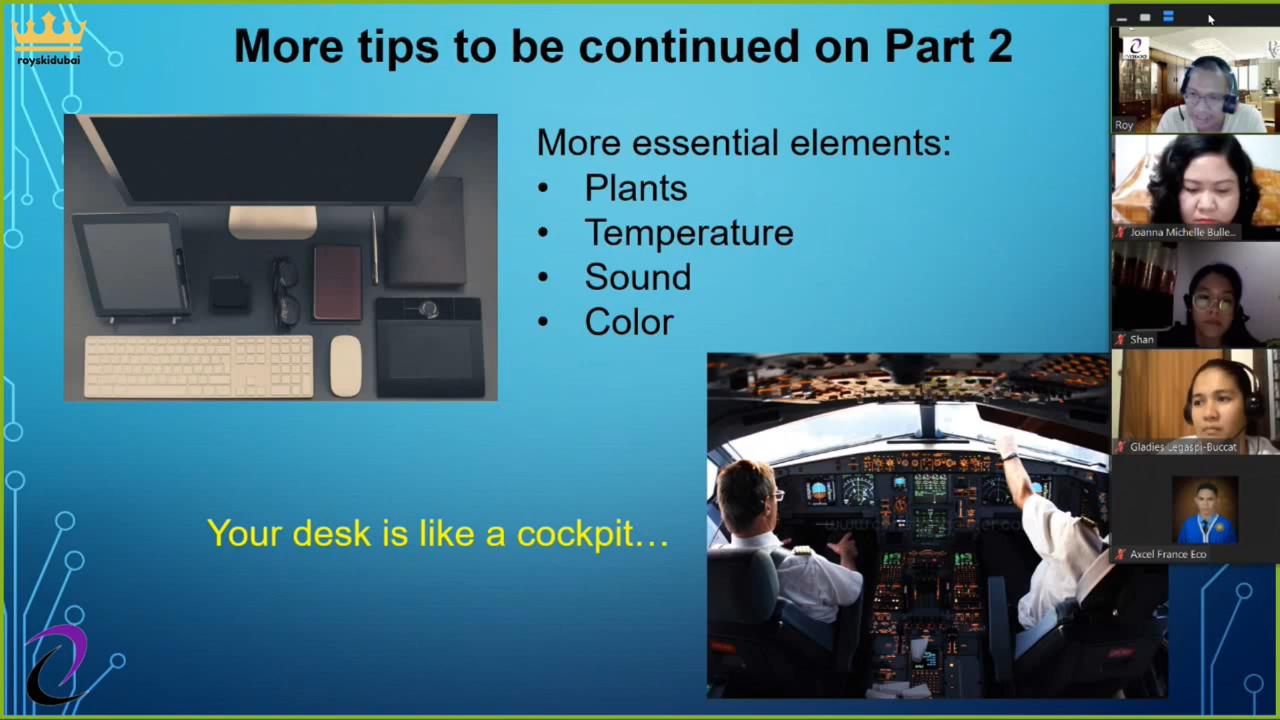 royskidubai
More tips to be continued on Part 2
More essential elements:
• Plants
• Temperature
• Sound
• Color
Your desk is like a cockpit…
Roy
Joanna Michelle Bulle...
Shan
Gladies Legaspi-Buccat
Axcel France Eco